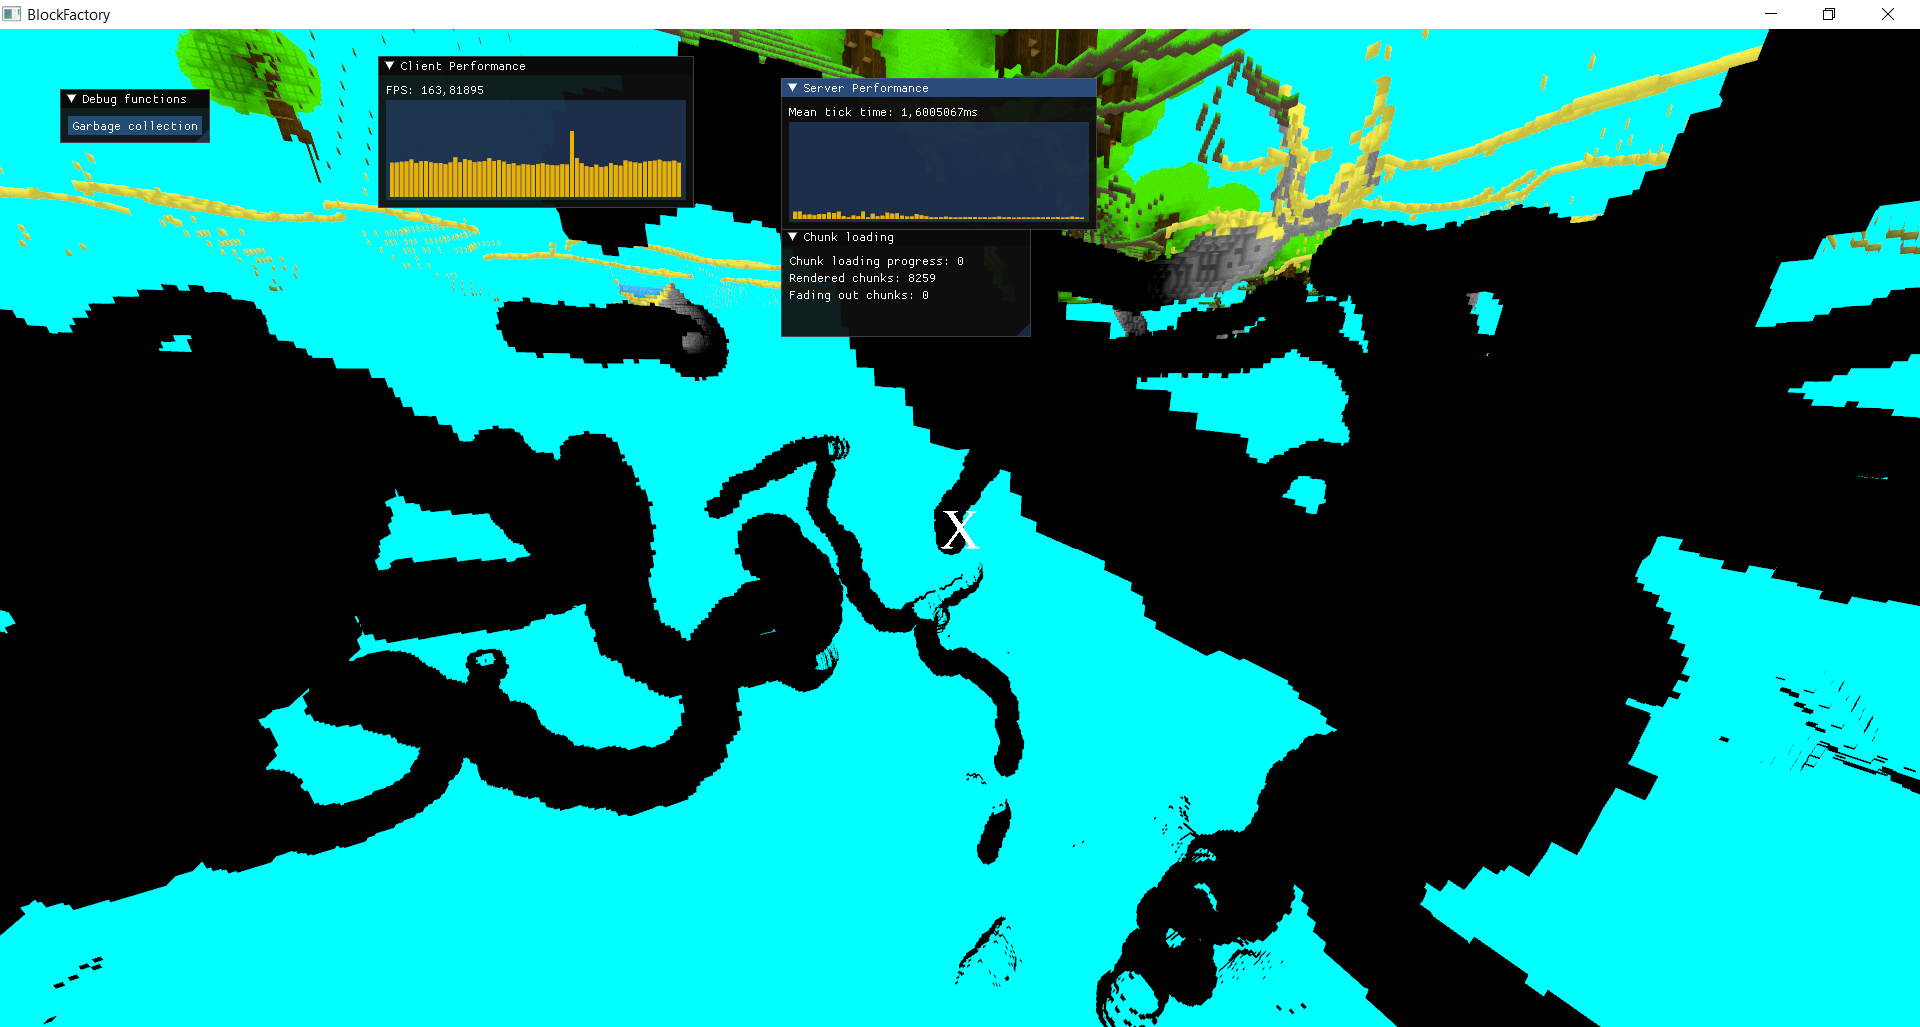 BlockFactory
Client Performance
FPS: 163,81895
Debug functions
Garbage collection
Server Performance
Mean tick time: 1,6005067ms
Chunk loading
Chunk loading progress: 0
Rendered chunks: 8259
Fading out chunks: 0
X